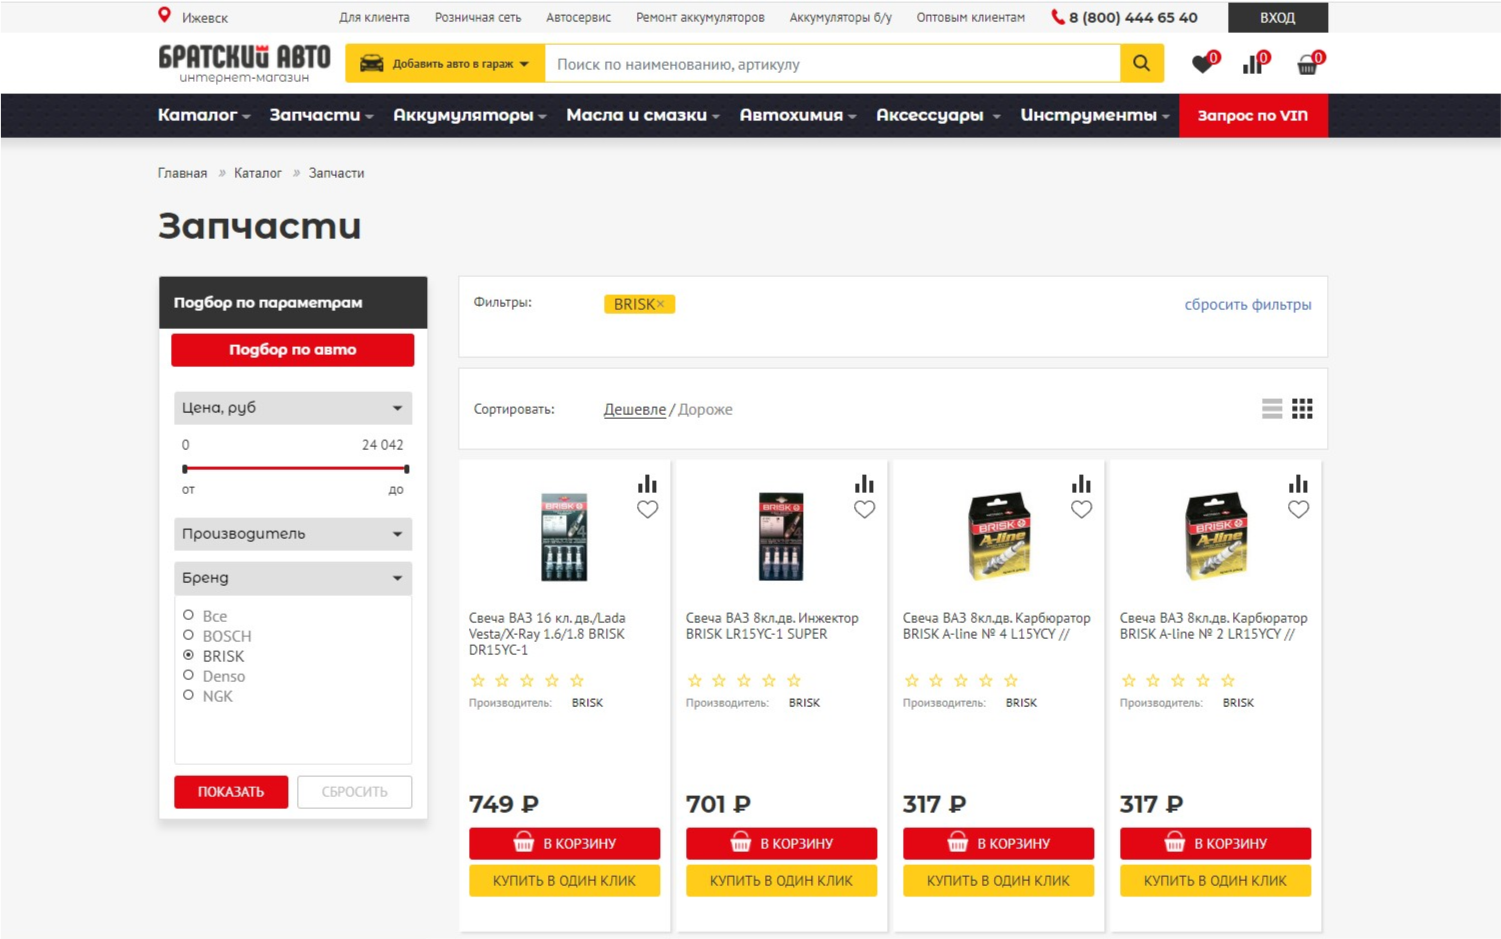 Ижевск
Для клиента
Розничная сеть
Автосервис
Ремонт аккумуляторов
Аккумуляторы б/у
Оптовым клиентам
8 (800) 444 65 40
ВХОД
БРАТСКИЙ АВТО
интернет-магазин
Добавить авто в гараж
Поиск по наименованию, артикулу
0
0
0
Каталог
Запчасти
Аккумуляторы
Масла и смазки
Автохимия
Аксессуары
Инструменты
Запрос по VIN
Главная » Каталог » Запчасти
Запчасти
Подбор по параметрам
Подбор по авто
Цена, руб
0
24 042
от
до
Производитель
Бренд
Все
BOSCH
BRISK
Denso
NGK
ПОКАЗАТЬ
СБРОСИТЬ
Фильтры:
BRISK×
сбросить фильтры
Сортировать:
Дешевле / Дороже
BRISK
Свеча ВАЗ 16 кл. дв./Lada
Vesta/X-Ray 1.6/1.8 BRISK
DR15YC-1
Производитель: BRISK
749 ₽
В КОРЗИНУ
КУПИТЬ В ОДИН КЛИК
BRISK
Свеча ВАЗ 8кл.дв. Инжектор
BRISK LR15YC-1 SUPER
Производитель: BRISK
701 ₽
В КОРЗИНУ
КУПИТЬ В ОДИН КЛИК
BRISK
A-line
Свеча ВАЗ 8кл.дв. Карбюратор
BRISK A-line № 4 L15YCY //
Производитель: BRISK
317 ₽
В КОРЗИНУ
КУПИТЬ В ОДИН КЛИК
BRISK
A-line
Свеча ВАЗ 8кл.дв. Карбюратор
BRISK A-line № 2 LR15YCY //
Производитель: BRISK
317 ₽
В КОРЗИНУ
КУПИТЬ В ОДИН КЛИК